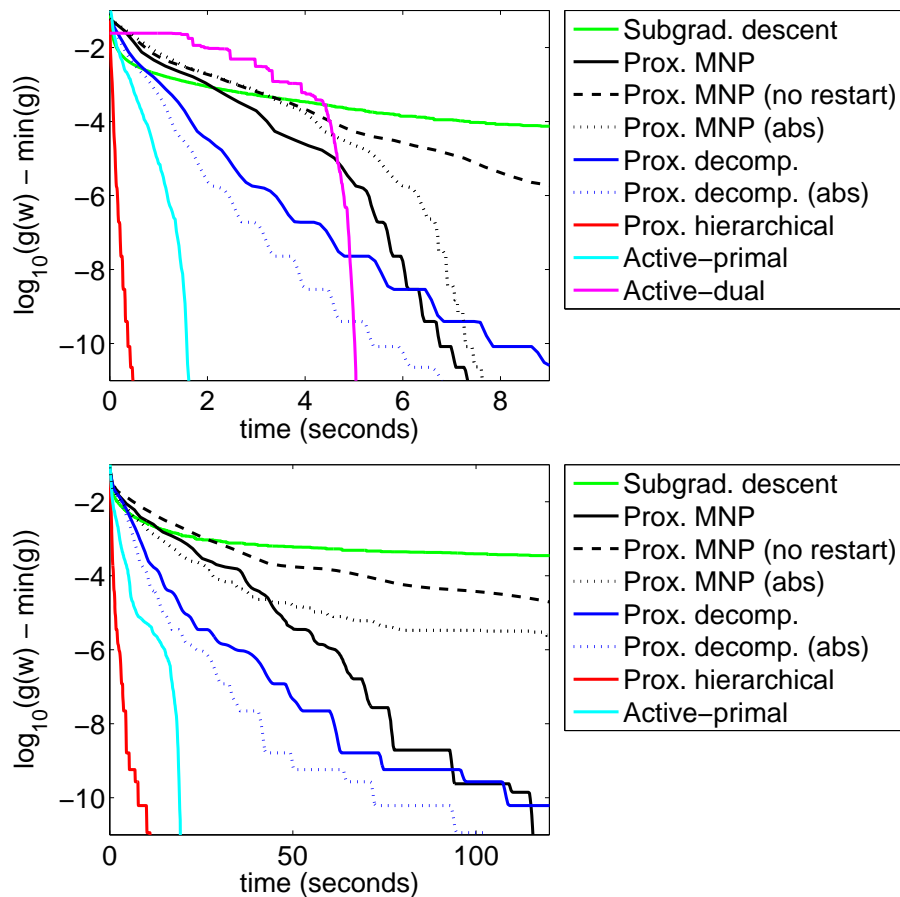 log10(g(w) − min(g))
−2
−4
−6
−8
−10
0
2
4
6
8
time (seconds)
Subgrad. descent
Prox. MNP
Prox. MNP (no restart)
Prox. MNP (abs)
Prox. decomp.
Prox. decomp. (abs)
Prox. hierarchical
Active−primal
Active−dual
log10(g(w) − min(g))
−2
−4
−6
−8
−10
0
50
100
time (seconds)
Subgrad. descent
Prox. MNP
Prox. MNP (no restart)
Prox. MNP (abs)
Prox. decomp.
Prox. decomp. (abs)
Prox. hierarchical
Active−primal